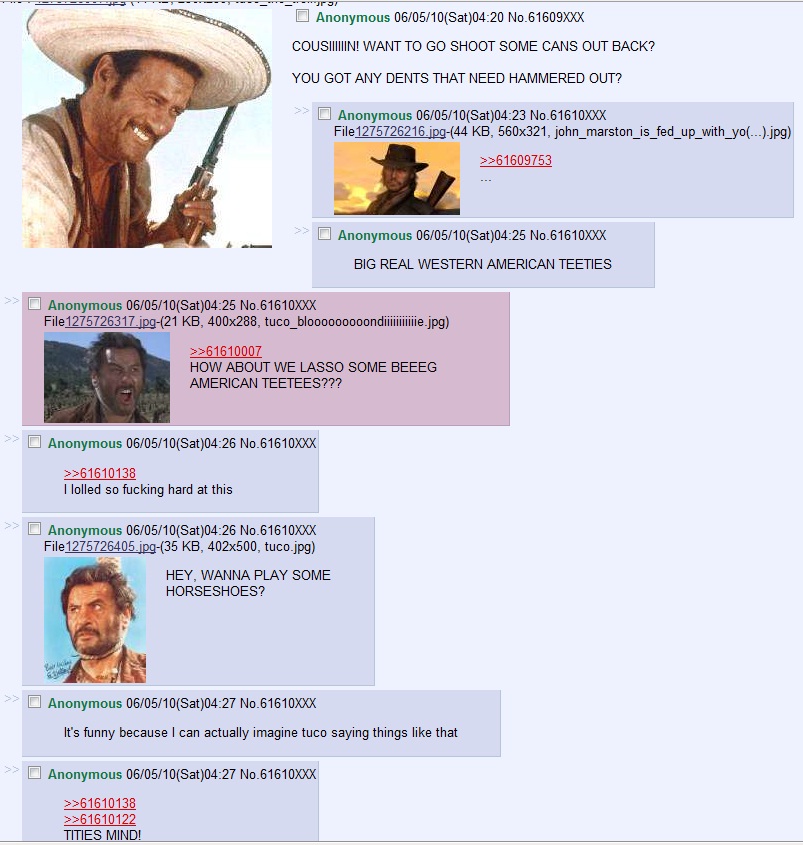 Anonymous 06/05/10(Sat)04:20 No.61609XXX
COUSIIIIIN! WANT TO GO SHOOT SOME CANS OUT BACK?
YOU GOT ANY DENTS THAT NEED HAMMERED OUT?
>> Anonymous 06/05/10(Sat)04:23 No.61610XXX
File1275726216.jpg-(44 KB, 560x321, john_marston_is_fed_up_with_yo(...).jpg)
>>61609753
...
>> Anonymous 06/05/10(Sat)04:25 No.61610XXX
BIG REAL WESTERN AMERICAN TEETIES
>> Anonymous 06/05/10(Sat)04:25 No.61610XXX
File1275726317.jpg-(21 KB, 400x288, tuco_blooooooooondiiiiiiiiiiie.jpg)
>>61610007
HOW ABOUT WE LASSO SOME BEEEG
AMERICAN TEETEES???
>> Anonymous 06/05/10(Sat)04:26 No.61610XXX
>>61610138
I lolled so fucking hard at this
>> Anonymous 06/05/10(Sat)04:26 No.61610XXX
File1275726405.jpg-(35 KB, 402x500, tuco.jpg)
HEY, WANNA PLAY SOME
HORSESHOES?
>> Anonymous 06/05/10(Sat)04:27 No.61610XXX
It's funny because I can actually imagine tuco saying things like that
>> Anonymous 06/05/10(Sat)04:27 No.61610XXX
>>61610138
>>61610122
TITIES MIND!